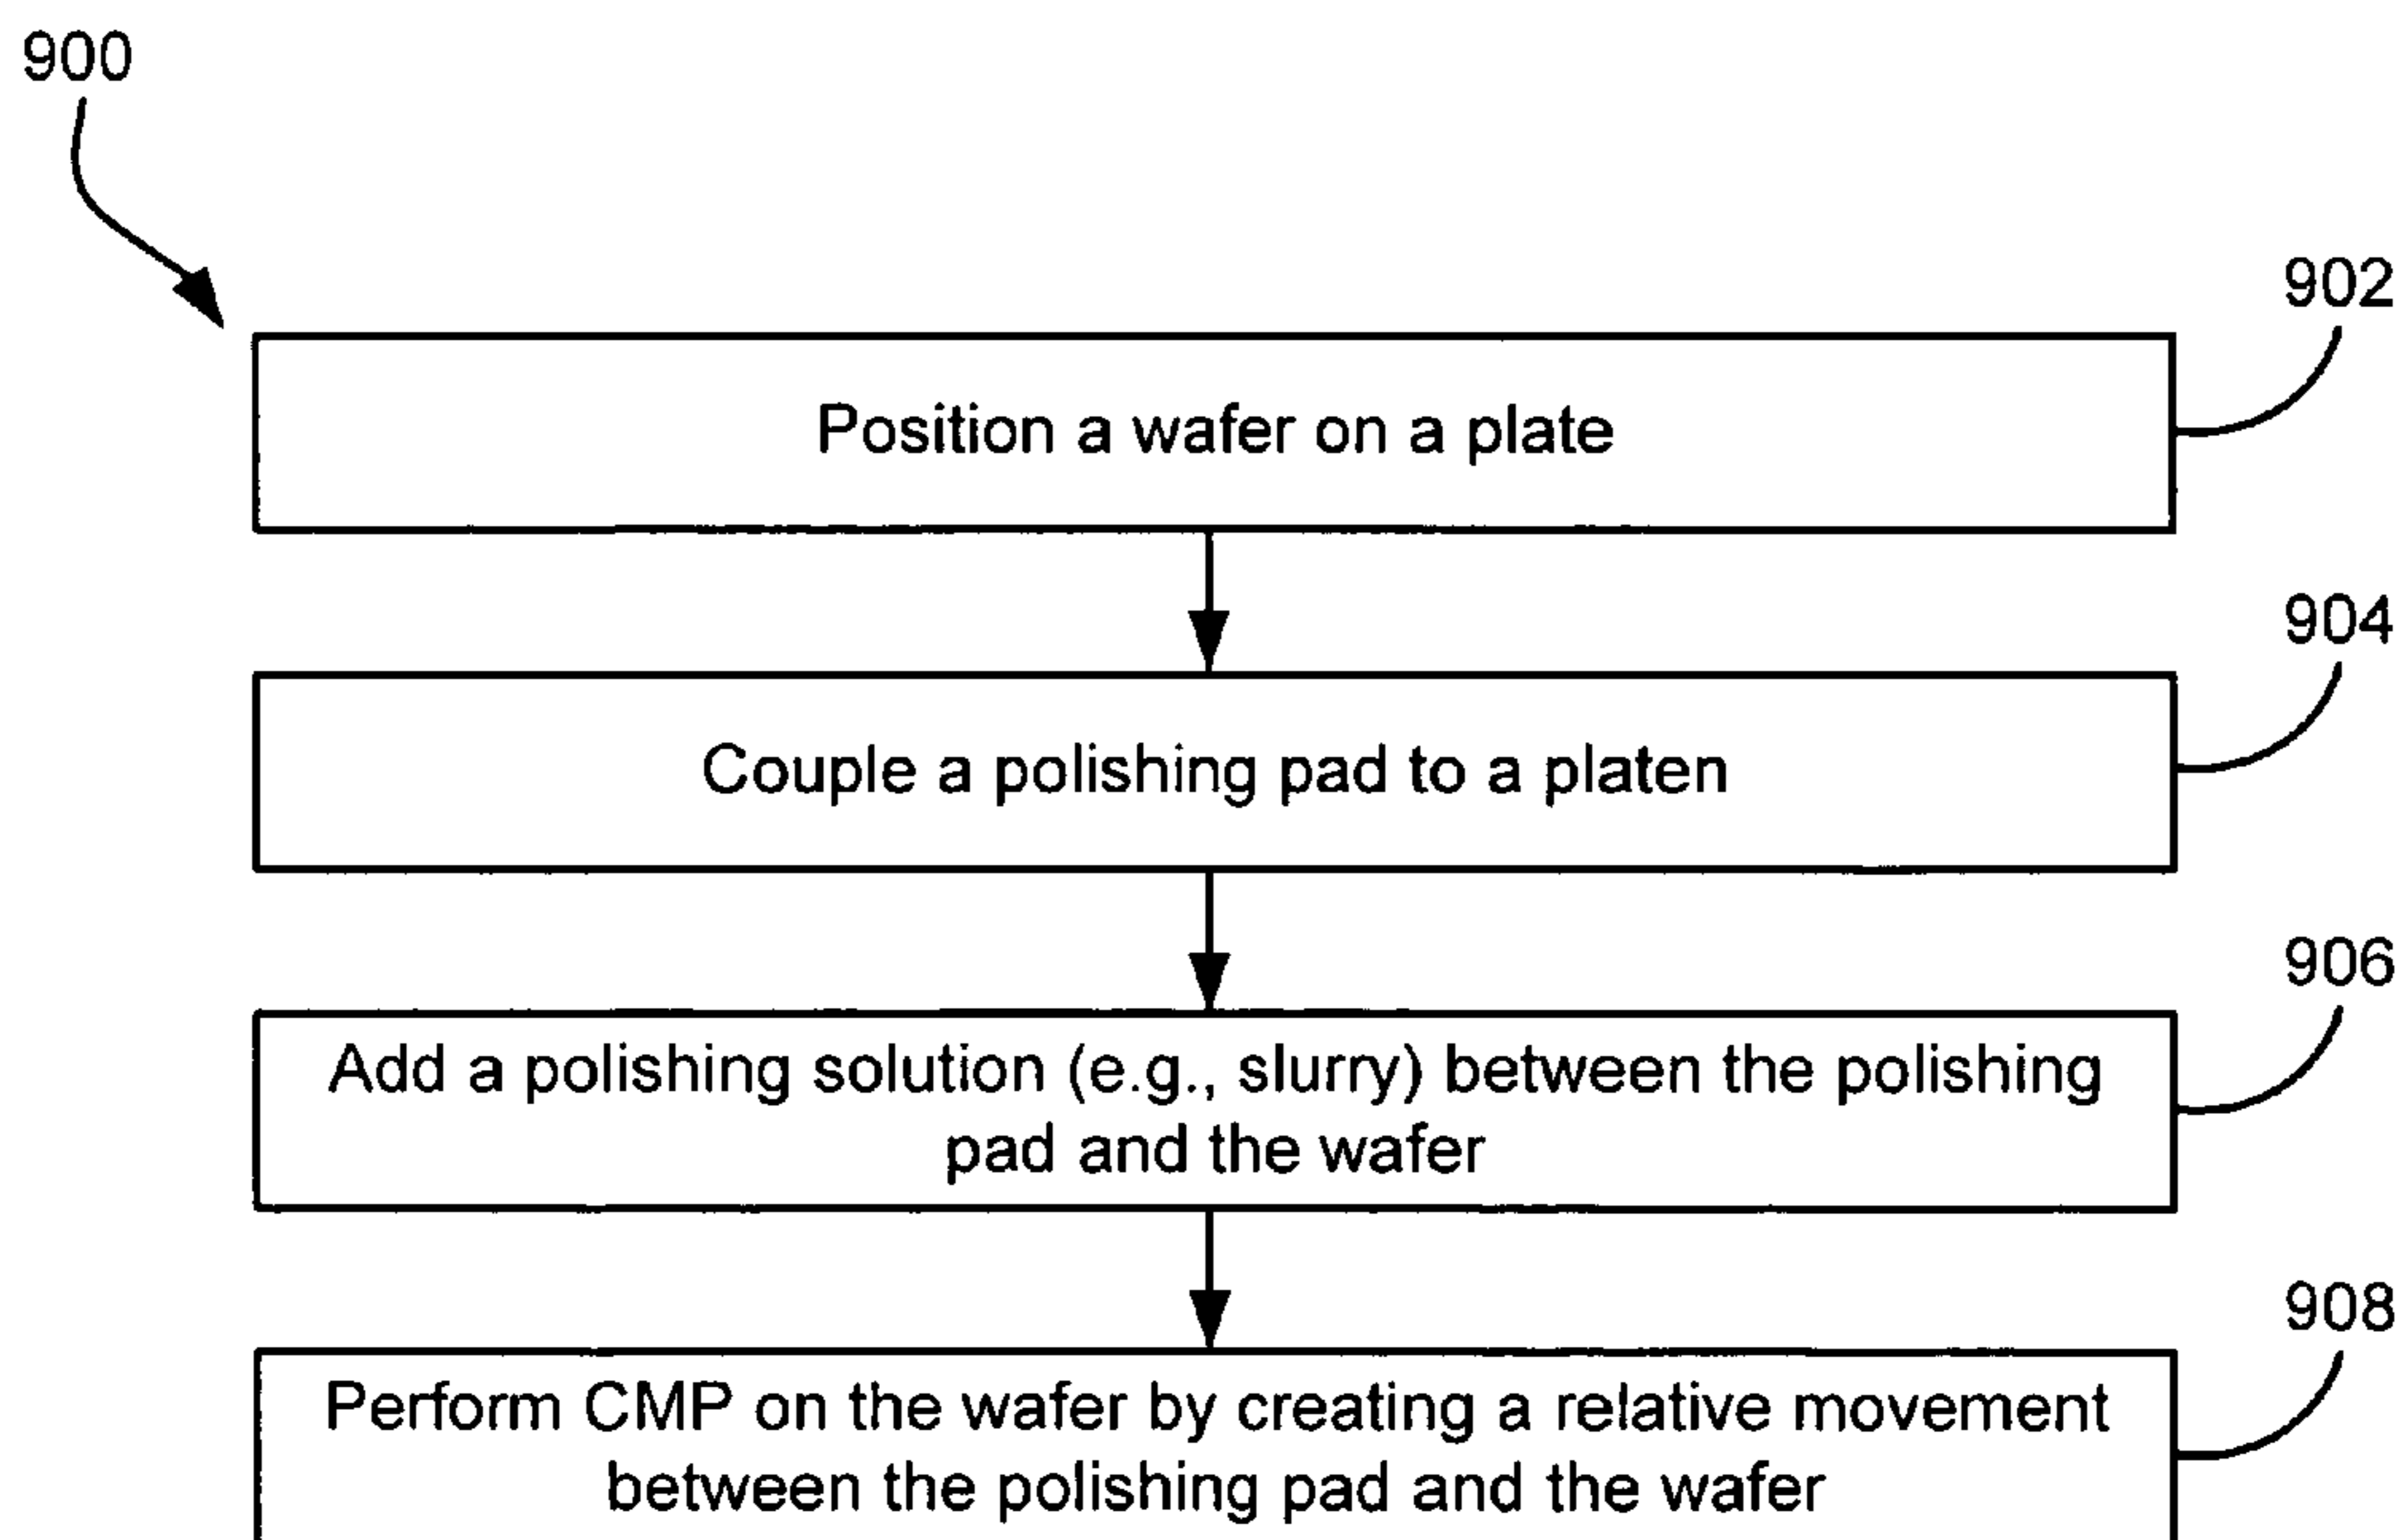 900
902
Position a wafer on a plate
904
Couple a polishing pad to a platen
906
Add a polishing solution (e.g., slurry) between the polishing
pad and the wafer
908
Perform CMP on the wafer by creating a relative movement
between the polishing pad and the wafer